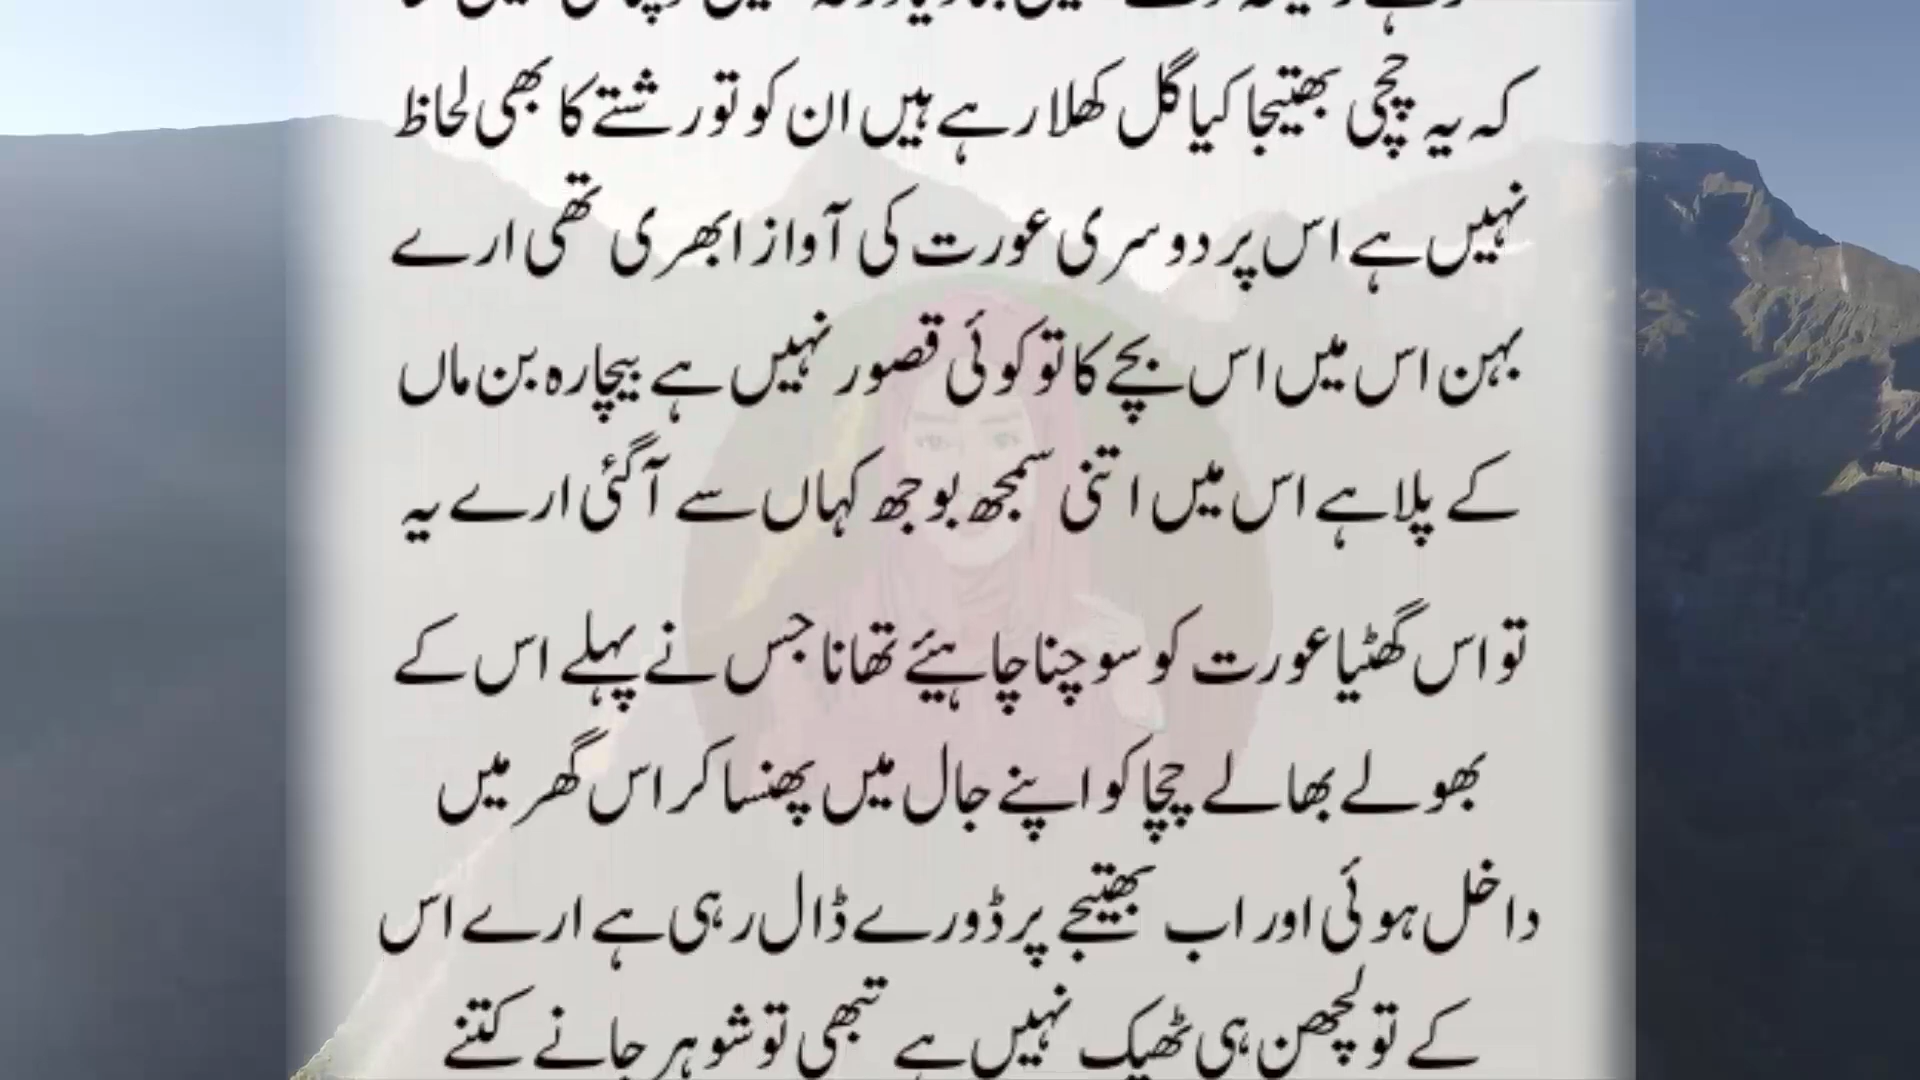 کہ یہ چچی بھتیجا کیا گل کھلا رہے ہیں ان کو تو رشتے کا بھی لحاظ
نہیں ہے اس پر دوسری عورت کی آواز ابھری تھی ارے
بہن اس میں اس بچے کا تو کوئی قصور نہیں ہے بیچارہ بن ماں
کے پلا ہے اس میں اتنی سمجھ بوجھ کہاں سے آگئی ارے یہ
تو اس گھٹیا عورت کو سوچنا چاہیئے تھا نا جس نے پہلے اس کے
بھولے بھالے چچا کو اپنے جال میں پھنسا کر اس گھر میں
داخل ہوئی اور اب بھتیجے پر ڈورے ڈال رہی ہے ارے اس
کے تو لچھن ہی ٹھیک نہیں ہے تبھی تو شوہر جانے کتنے